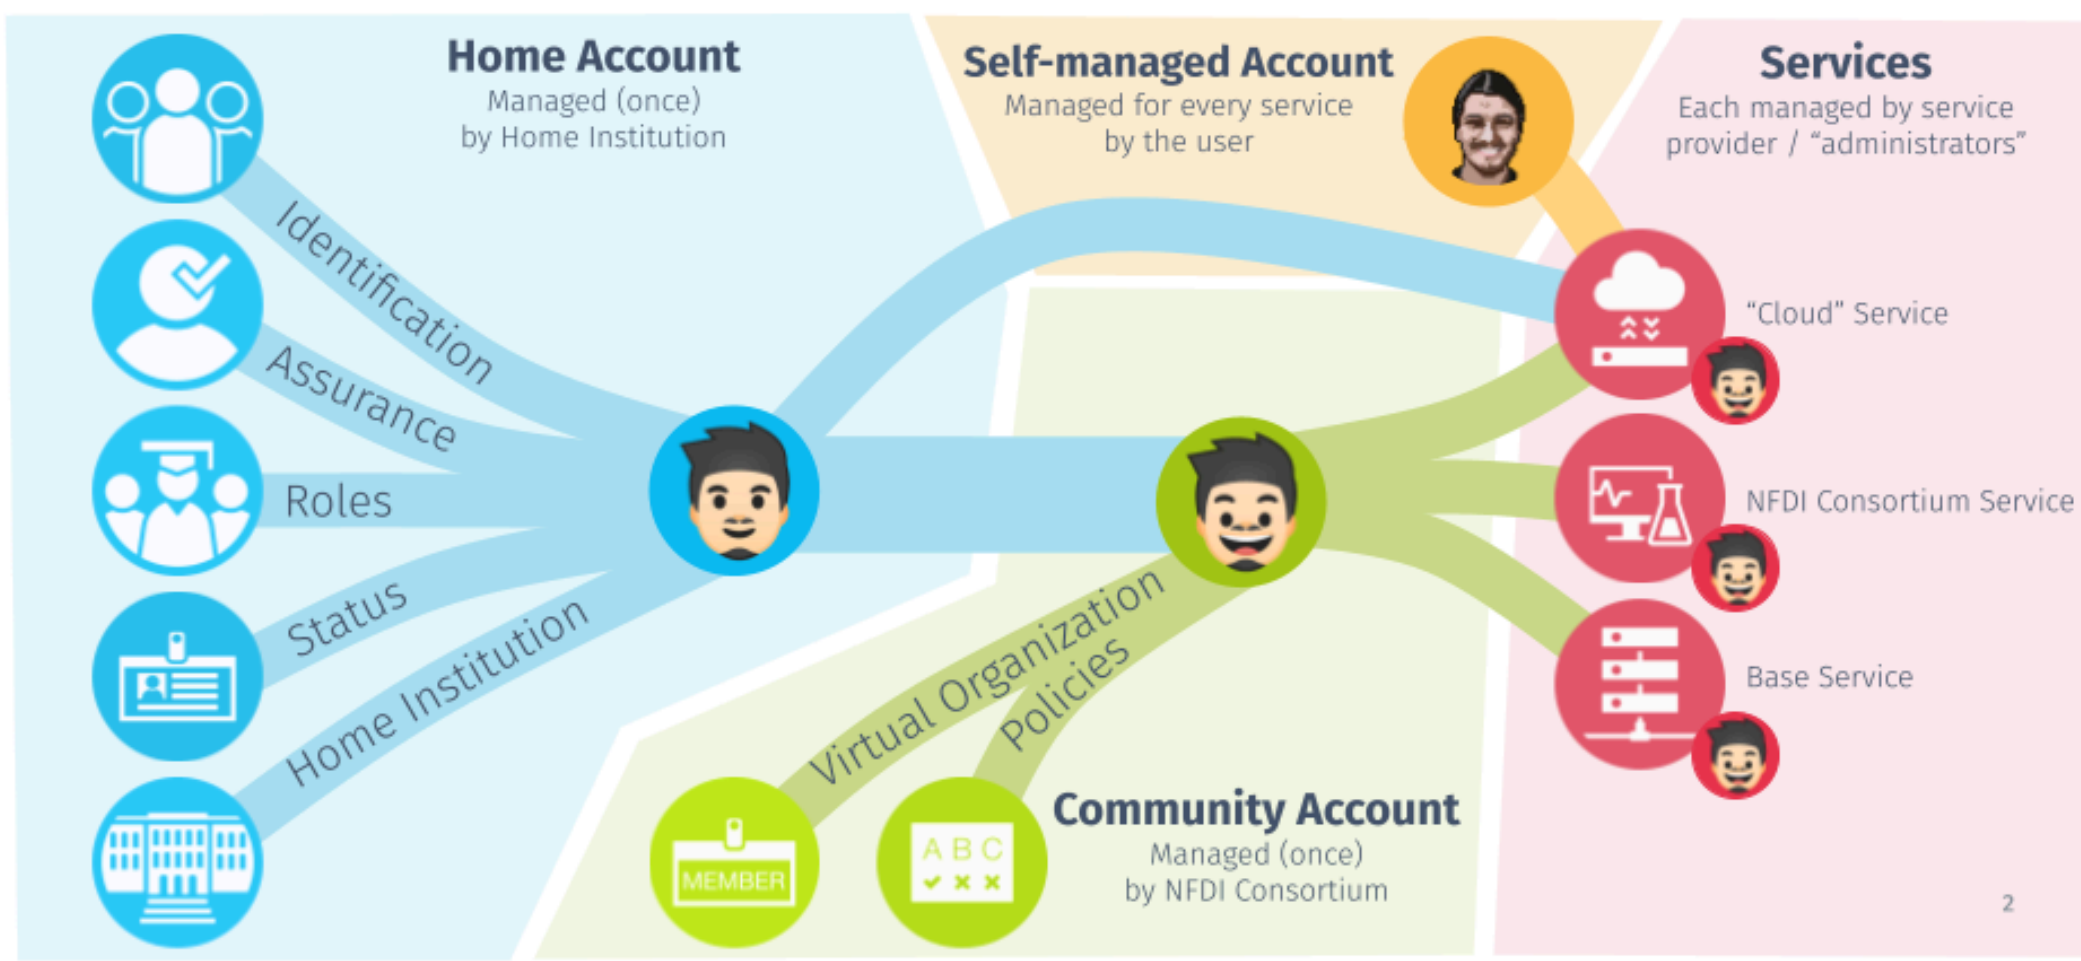 Home Account
Managed (once)
by Home Institution
Self-managed Account
Managed for every service
by the user
Services
Each managed by service
provider / “administrators”
Identification
Assurance
Roles
Status
Home Institution
Virtual Organization
Policies
“Cloud” Service
NFDI Consortium Service
Base Service
MEMBER
A B C
Community Account
Managed (once)
by NFDI Consortium
2